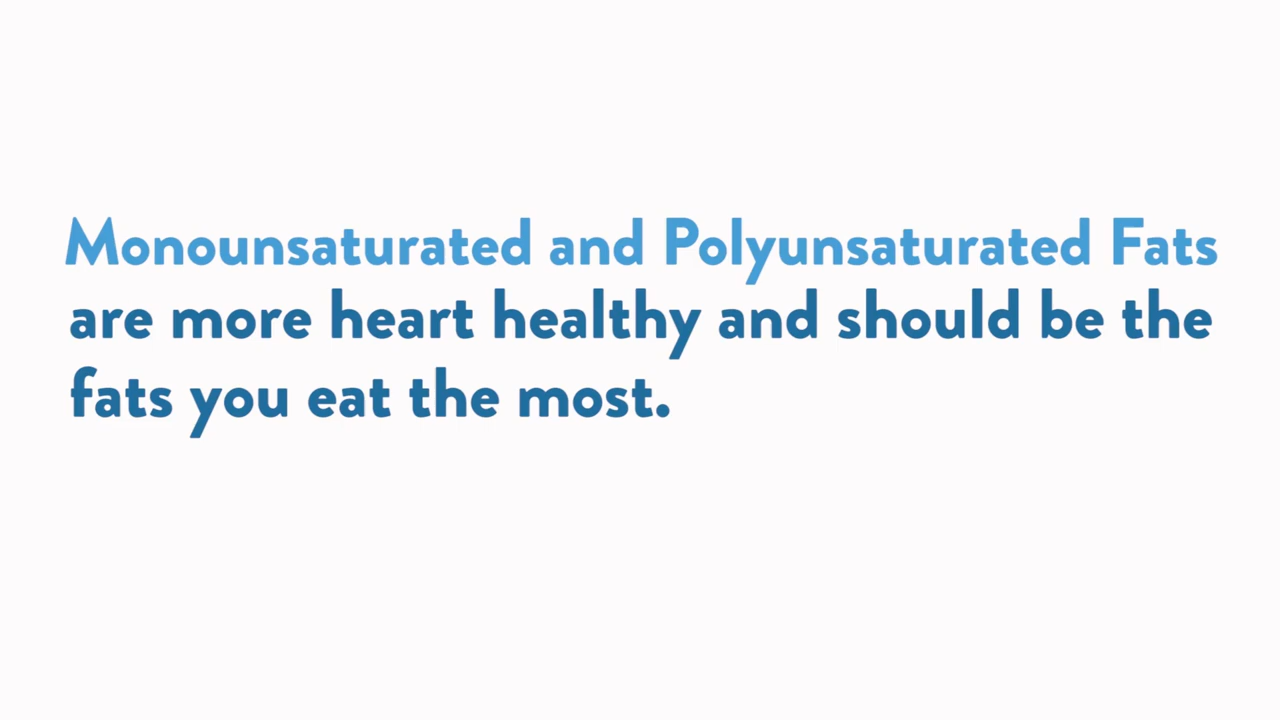 Monounsaturated and Polyunsaturated Fats
are more heart healthy and should be the
fats you eat the most.